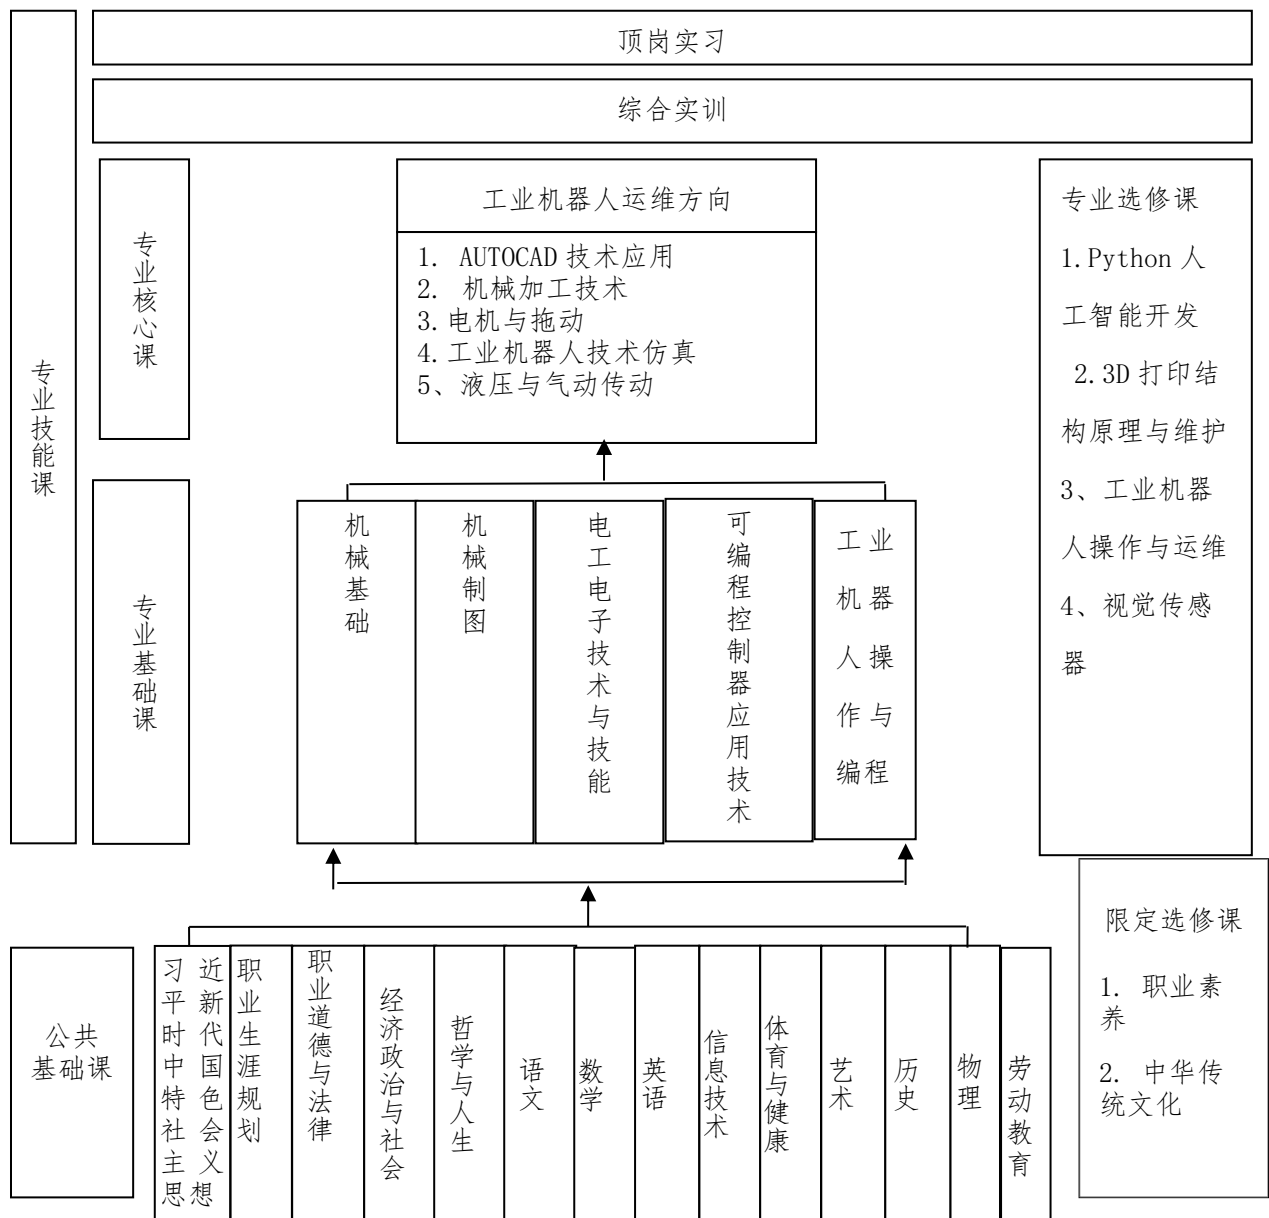 顶岗实习
综合实训
专业技能课
专业核心课
工业机器人运维方向
1. AUTOCAD 技术应用
2. 机械加工技术
3.电机与拖动
4.工业机器人技术仿真
5、液压与气动传动
专业选修课
1.Python 人
工智能开发
2.3D 打印结
构原理与维护
3、工业机器
人操作与运维
4、视觉传感
器
专业基础课
机械基础
机械制图
电工电子技术与技能
可编程控制器应用技术
工业
机器
人操
作与
编程
公共
基础课
习近
平新
时代
中国
特色
社会
主义
思想
职业生涯规划
职业道德与法律
经济政治与社会
哲学与人生
语文
数学
英语
信息技术
体育与健康
艺术
历史
物理
劳动教育
限定选修课
1. 职业素
养
2. 中华传
统文化